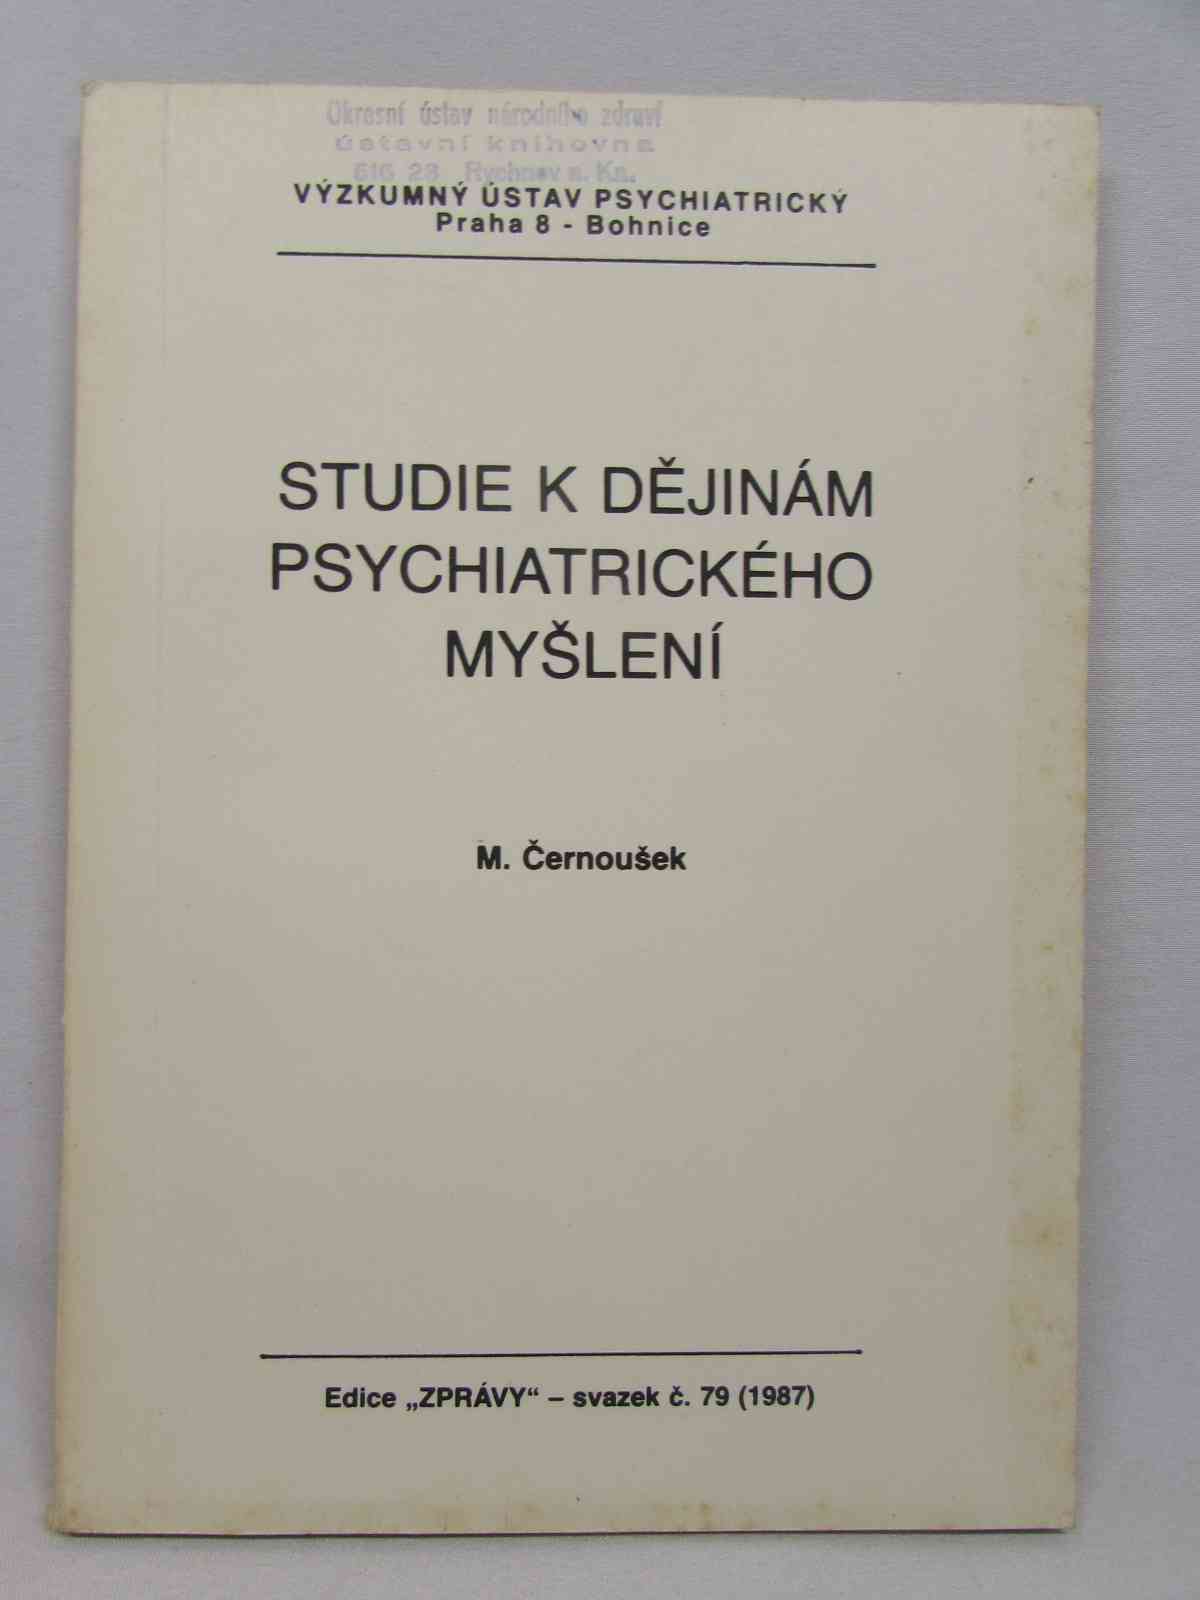 Okresní ústav národního zdraví
ústavní knihovna
516 23 Rychnov n. Kn.
VÝZKUMNÝ ÚSTAV PSYCHIATRICKÝ
Praha 8 - Bohnice
STUDIE K DĚJINÁM
PSYCHIATRICKÉHO
MYŠLENÍ
M. Černoušek
Edice „ZPRÁVY“ – svazek č. 79 (1987)